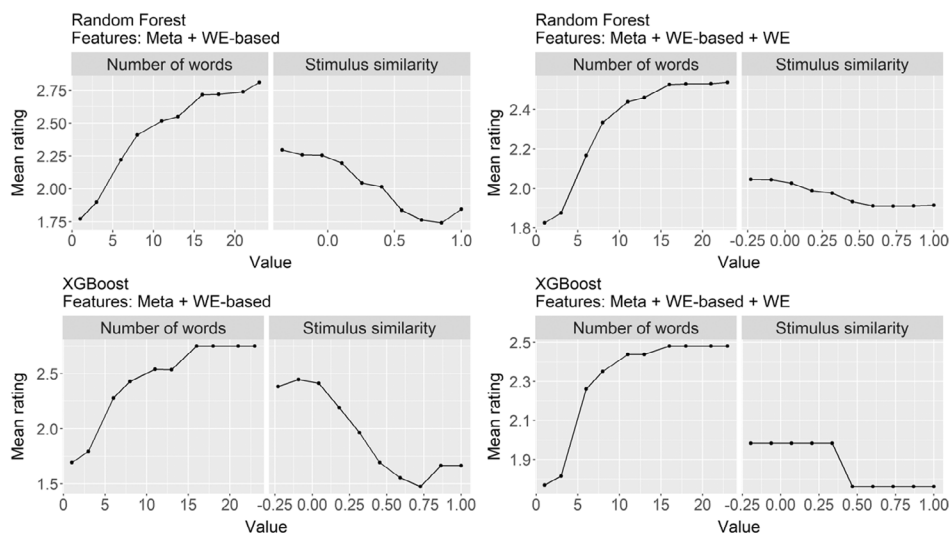 Random Forest
Features: Meta + WE-based
Number of words
Stimulus similarity
Mean rating
2.75
2.50
2.25
2.00
1.75
0 5 10 15 20
0.0 0.5 1.0
Value
Random Forest
Features: Meta + WE-based + WE
Number of words
Stimulus similarity
Mean rating
2.4
2.2
2.0
1.8
0 5 10 15 20
-0.25 0.00 0.25 0.50 0.75 1.00
Value
XGBoost
Features: Meta + WE-based
Number of words
Stimulus similarity
Mean rating
2.5
2.0
1.5
0 5 10 15 20
-0.25 0.00 0.25 0.50 0.75 1.00
Value
XGBoost
Features: Meta + WE-based + WE
Number of words
Stimulus similarity
Mean rating
2.5
2.3
2.1
1.9
0 5 10 15 20
-0.25 0.00 0.25 0.50 0.75 1.00
Value